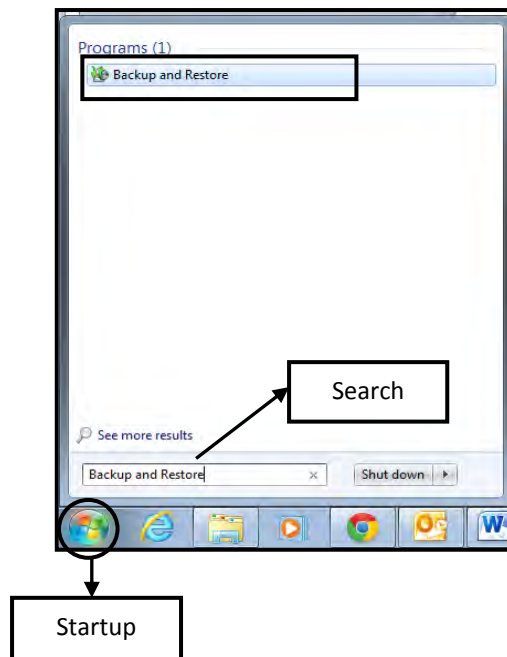 Programs (1)
Backup and Restore
Search
See more results
Backup and Restore
Shut down
Startup